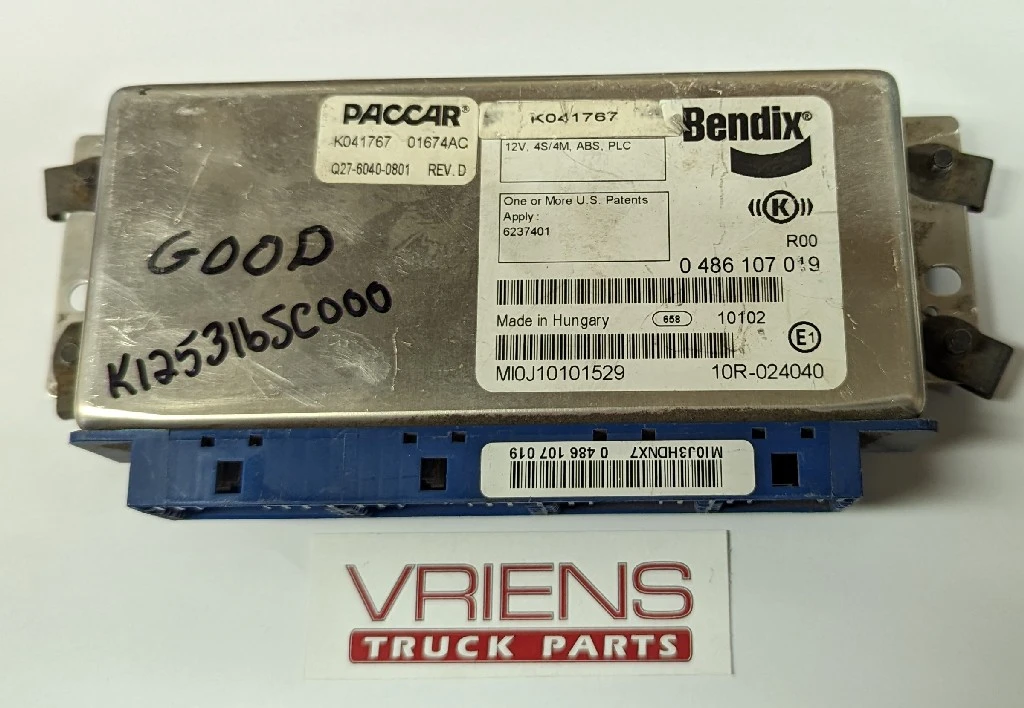 PACCAR®
K041767 01674AC
Q27-6040-0801 REV. D
K041767
Bendix®
12V, 4S/4M, ABS, PLC
One or More U.S. Patents
Apply :
6237401
((K))
R00
0 486 107 019
Made in Hungary 658 10102
E1
MI0J10101529 10R-024040
GOOD
K125316SC000
MI0J3HDNX7 0 486 107 019
VRIENS
TRUCK PARTS